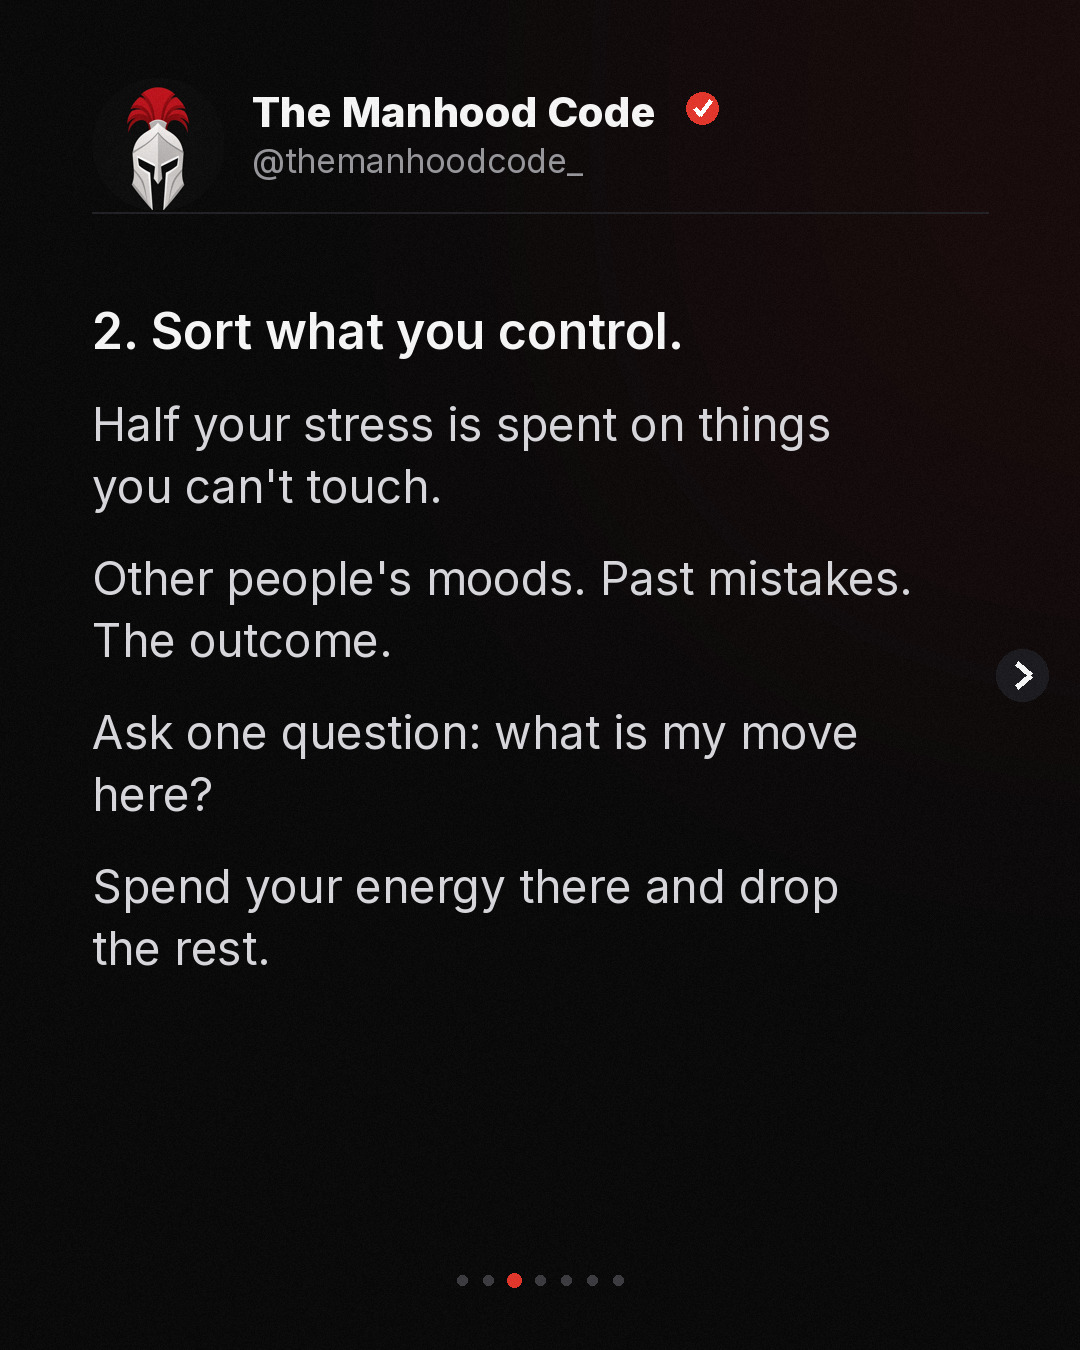 The Manhood Code
@themanhoodcode_
2. Sort what you control.
Half your stress is spent on things
you can't touch.
Other people's moods. Past mistakes.
The outcome.
Ask one question: what is my move
here?
Spend your energy there and drop
the rest.